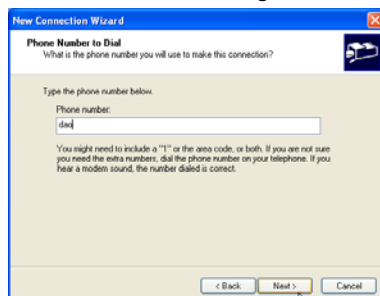 New Connection Wizard
Phone Number to Dial
What is the phone number you will use to make this connection?
Type the phone number below.
Phone number:
daq
You might need to include a "1" or the area code, or both. If you are not sure
you need the extra numbers, dial the phone number on your telephone. If you
hear a modem sound, the number dialed is correct.
< Back Next > Cancel